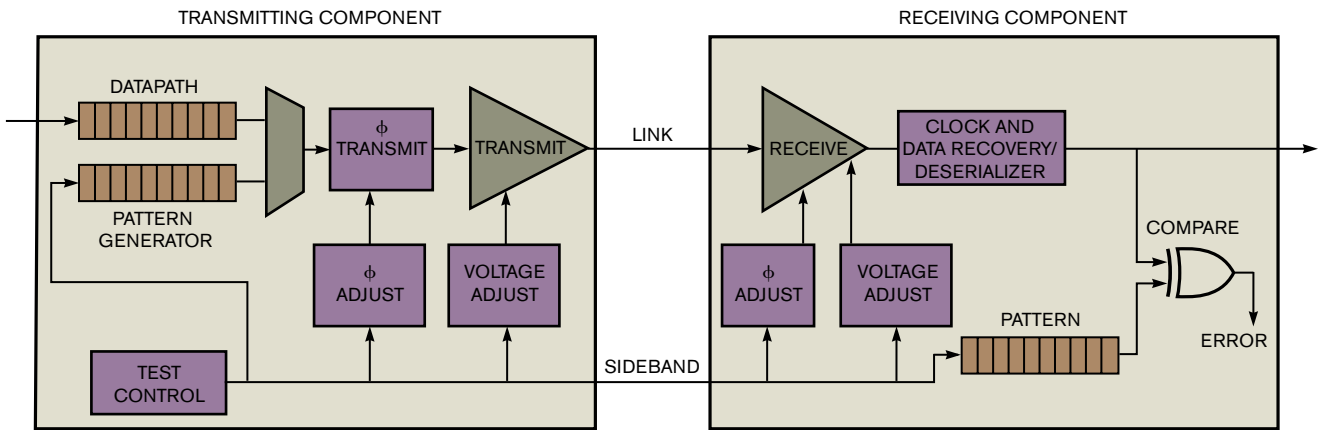 TRANSMITTING COMPONENT
RECEIVING COMPONENT
DATAPATH
PATTERN
GENERATOR
ϕ
TRANSMIT
TRANSMIT
ϕ
ADJUST
VOLTAGE
ADJUST
TEST
CONTROL
LINK
SIDEBAND
RECEIVE
CLOCK AND
DATA RECOVERY/
DESERIALIZER
ϕ
ADJUST
VOLTAGE
ADJUST
PATTERN
COMPARE
ERROR